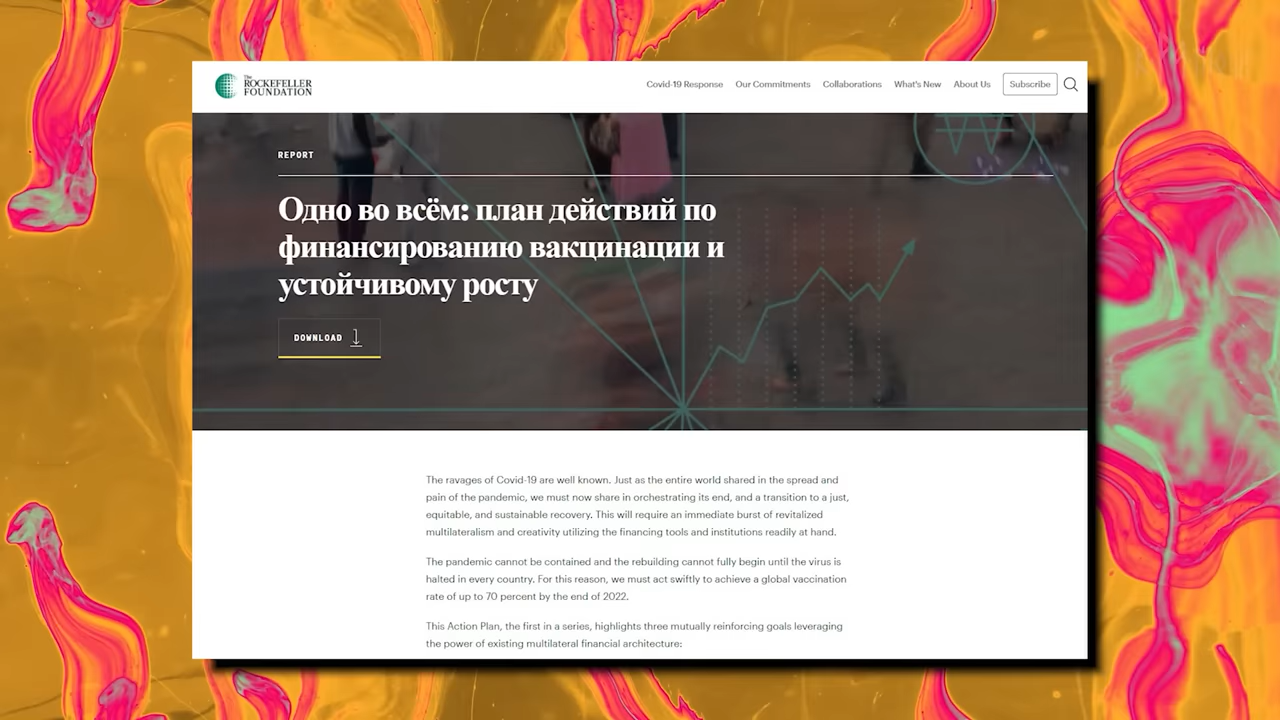 The
ROCKEFELLER
FOUNDATION
Covid-19 Response Our Commitments Collaborations What's New About Us Subscribe
REPORT
Одно во всём: план действий по
финансированию вакцинации и
устойчивому росту
DOWNLOAD
The ravages of Covid-19 are well known. Just as the entire world shared in the spread and
pain of the pandemic, we must now share in orchestrating its end, and a transition to a just,
equitable, and sustainable recovery. This will require an immediate burst of revitalized
multilateralism and creativity utilizing the financing tools and institutions readily at hand.
The pandemic cannot be contained and the rebuilding cannot fully begin until the virus is
halted in every country. For this reason, we must act swiftly to achieve a global vaccination
rate of up to 70 percent by the end of 2022.
This Action Plan, the first in a series, highlights three mutually reinforcing goals leveraging
the power of existing multilateral financial architecture: